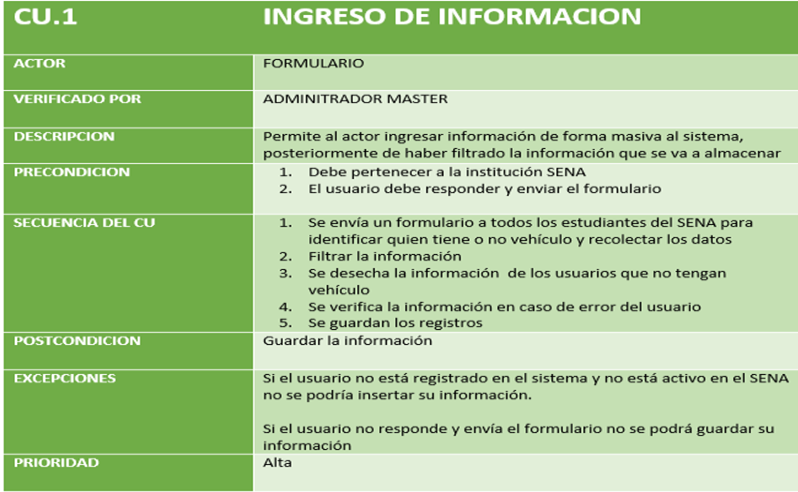 CU.1 INGRESO DE INFORMACION
ACTOR FORMULARIO
VERIFICADO POR ADMINITRADOR MASTER
DESCRIPCION Permite al actor ingresar información de forma masiva al sistema,
posteriormente de haber filtrado la información que se va a almacenar
PRECONDICION 1. Debe pertenecer a la institución SENA
2. El usuario debe responder y enviar el formulario
SECUENCIA DEL CU 1. Se envía un formulario a todos los estudiantes del SENA para
identificar quien tiene o no vehículo y recolectar los datos
2. Filtrar la información
3. Se desecha la información de los usuarios que no tengan
vehículo
4. Se verifica la información en caso de error del usuario
5. Se guardan los registros
POSTCONDICION Guardar la información
EXCEPCIONES Si el usuario no está registrado en el sistema y no está activo en el SENA
no se podría insertar su información.
Si el usuario no responde y envía el formulario no se podrá guardar su
información
PRIORIDAD Alta